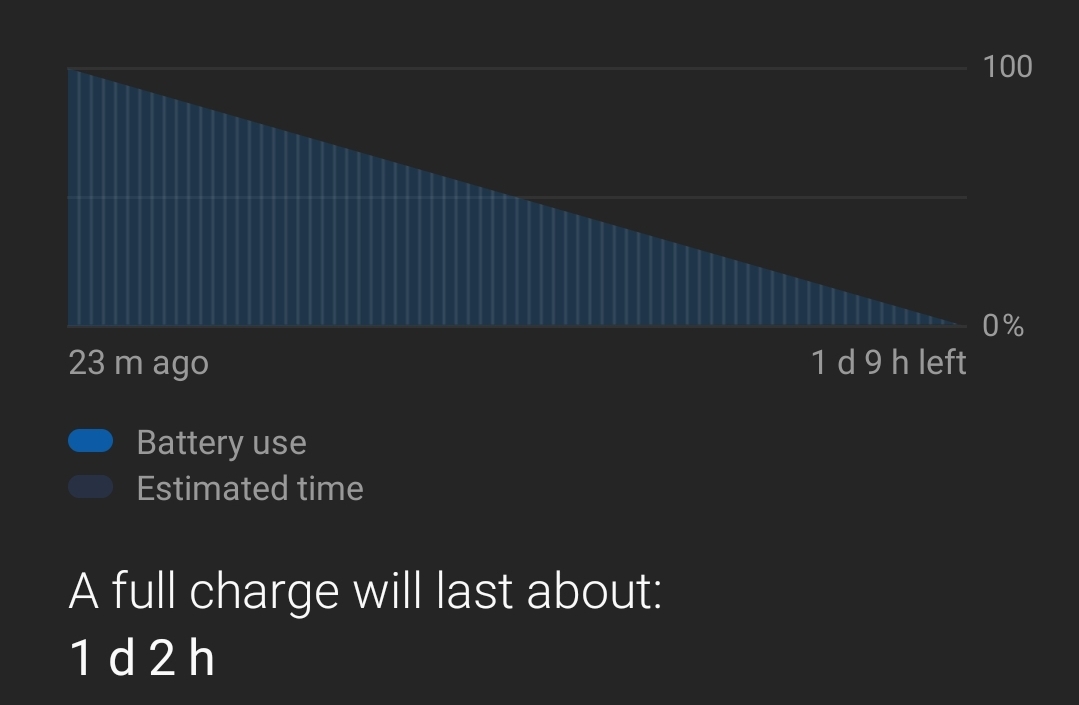 100
0%
23 m ago
1 d 9 h left
Battery use
Estimated time
A full charge will last about:
1 d 2 h